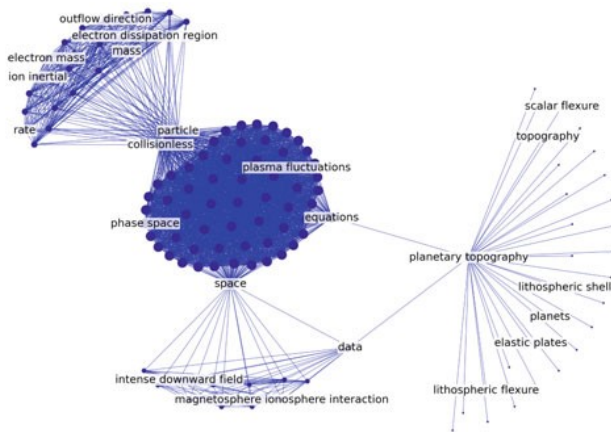 outflow direction
electron dissipation region
mass
electron mass
ion inertial
rate
particle
collisionless
plasma fluctuations
phase space
equations
space
data
intense downward field
magnetosphere ionosphere interaction
scalar flexure
topography
planetary topography
lithospheric shell
planets
elastic plates
lithospheric flexure